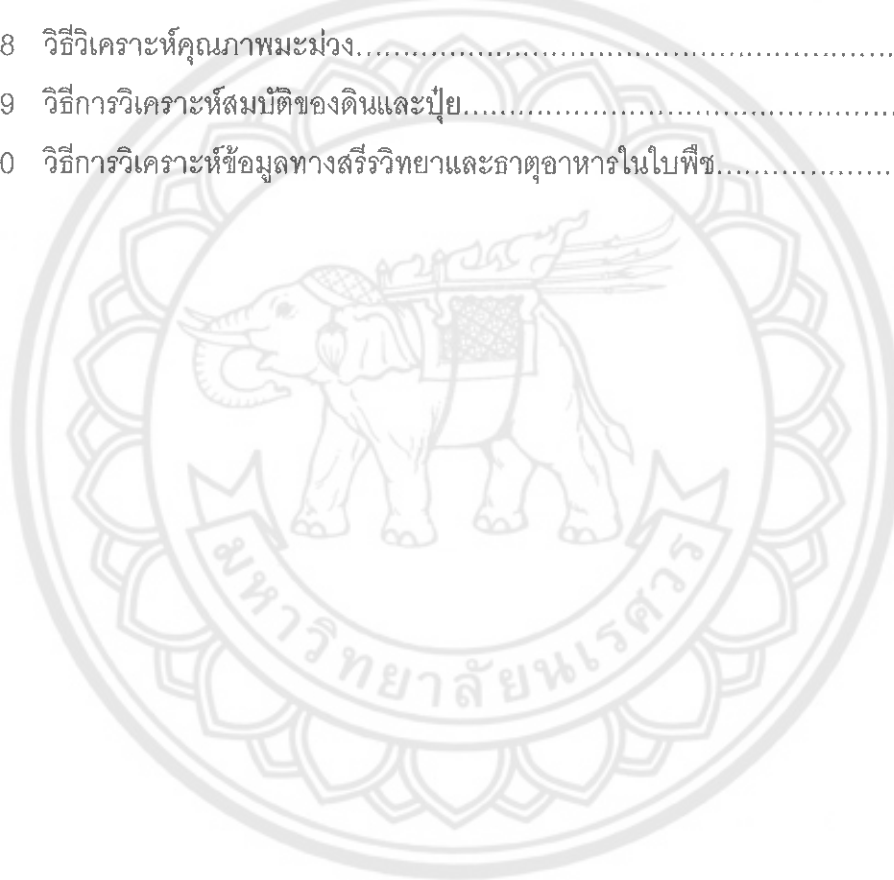 8 วิธีวิเคราะห์คุณภาพมะม่วง
9 วิธีการวิเคราะห์สมบัติของดินและปุ๋ย
0 วิธีการวิเคราะห์ข้อมูลทางสรีรวิทยาและธาตุอาหารในใบพืช
มหาวิทยาลัยนเรศวร